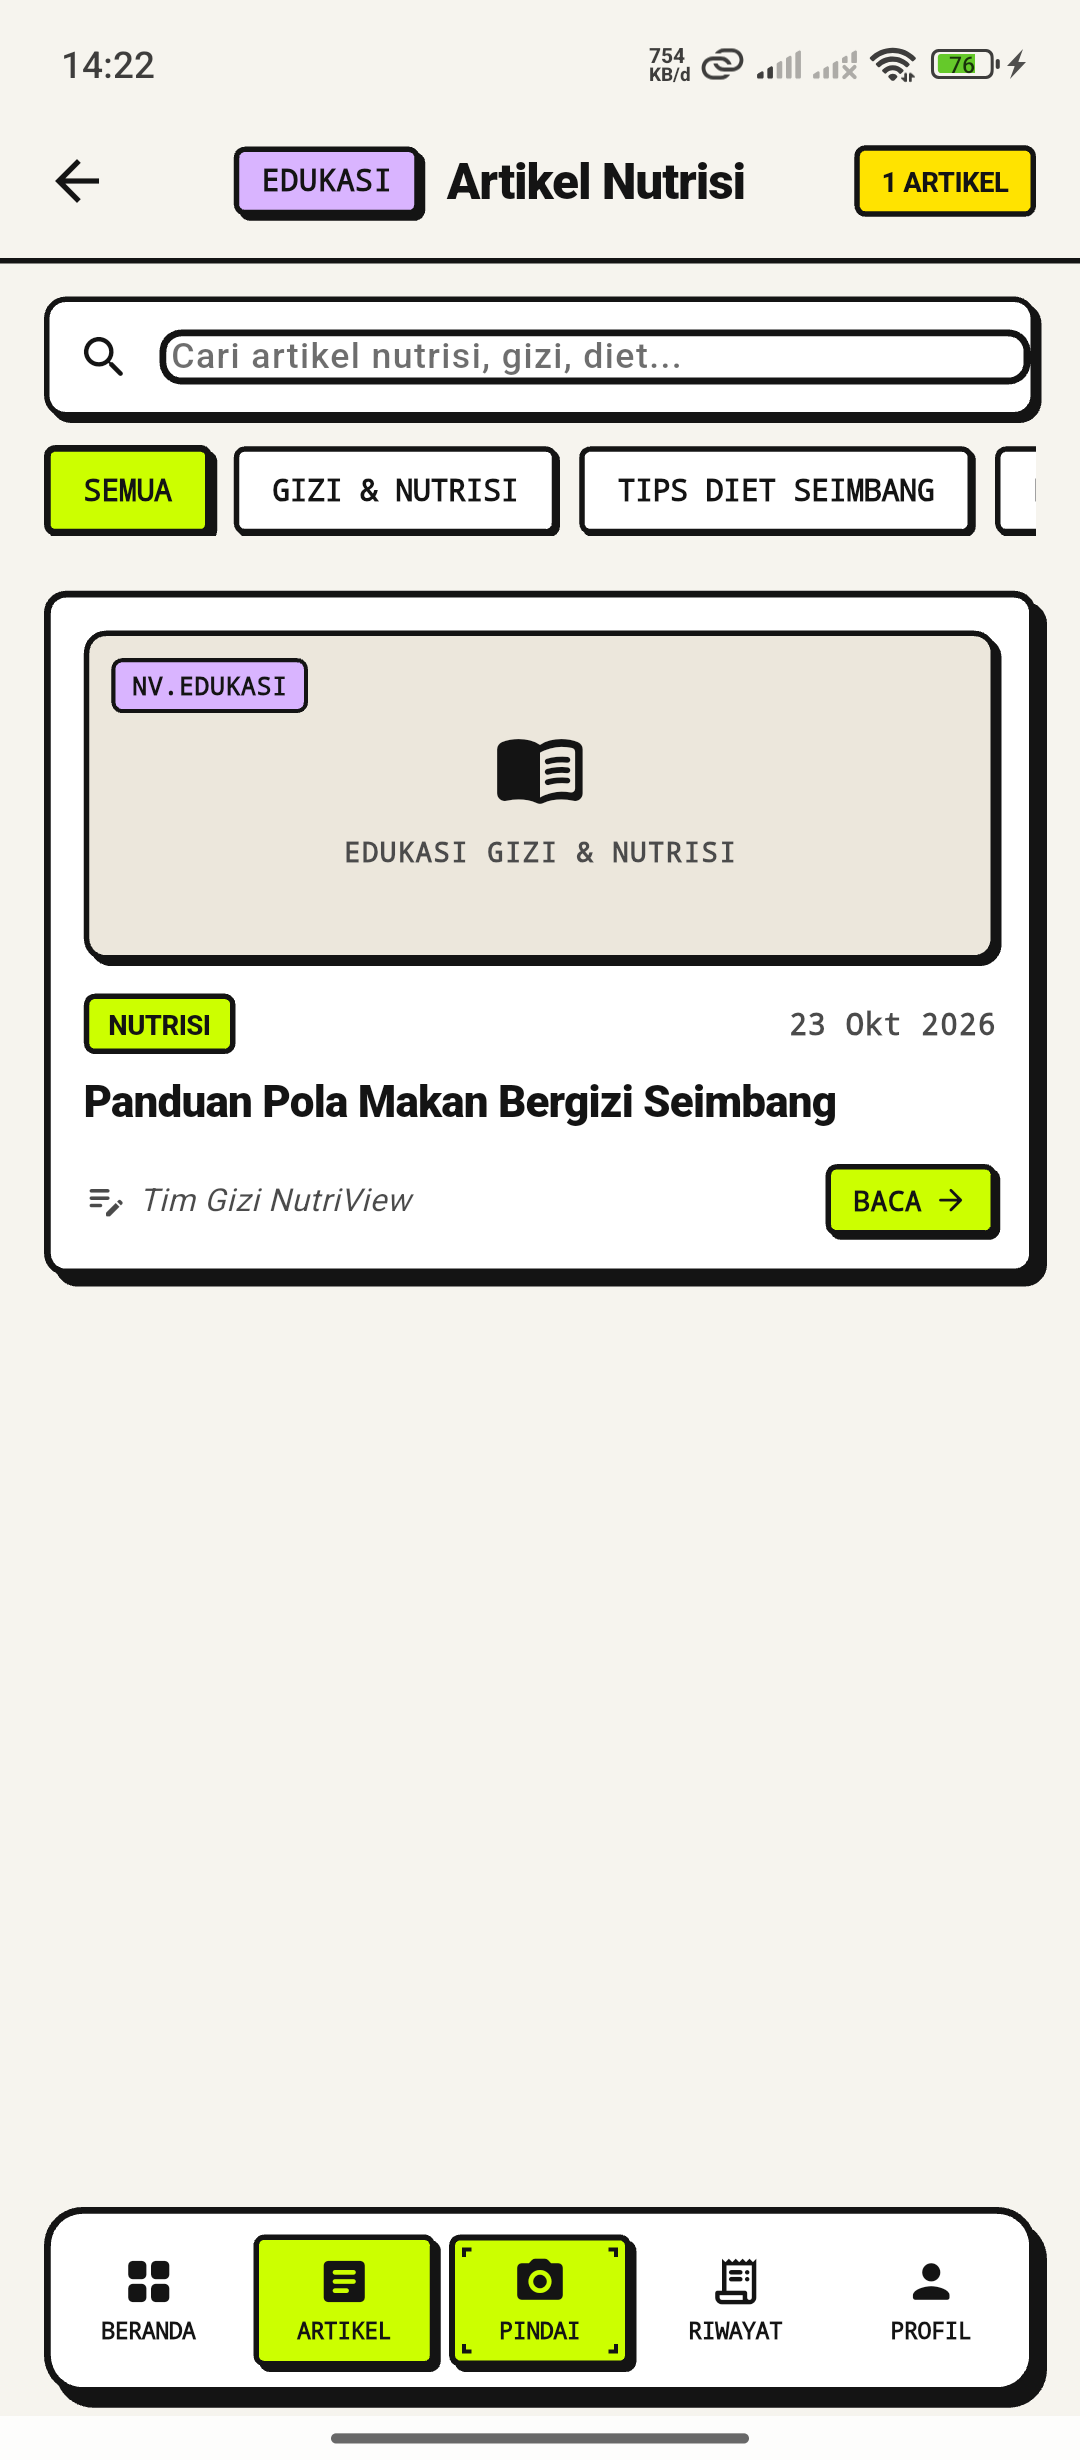 14:22
754
KB/d
76
EDUKASI
Artikel Nutrisi
1 ARTIKEL
Cari artikel nutrisi, gizi, diet...
SEMUA
GIZI & NUTRISI
TIPS DIET SEIMBANG
NV.EDUKASI
EDUKASI GIZI & NUTRISI
NUTRISI
23 Okt 2026
Panduan Pola Makan Bergizi Seimbang
Tim Gizi NutriView
BACA
BERANDA
ARTIKEL
PINDAI
RIWAYAT
PROFIL